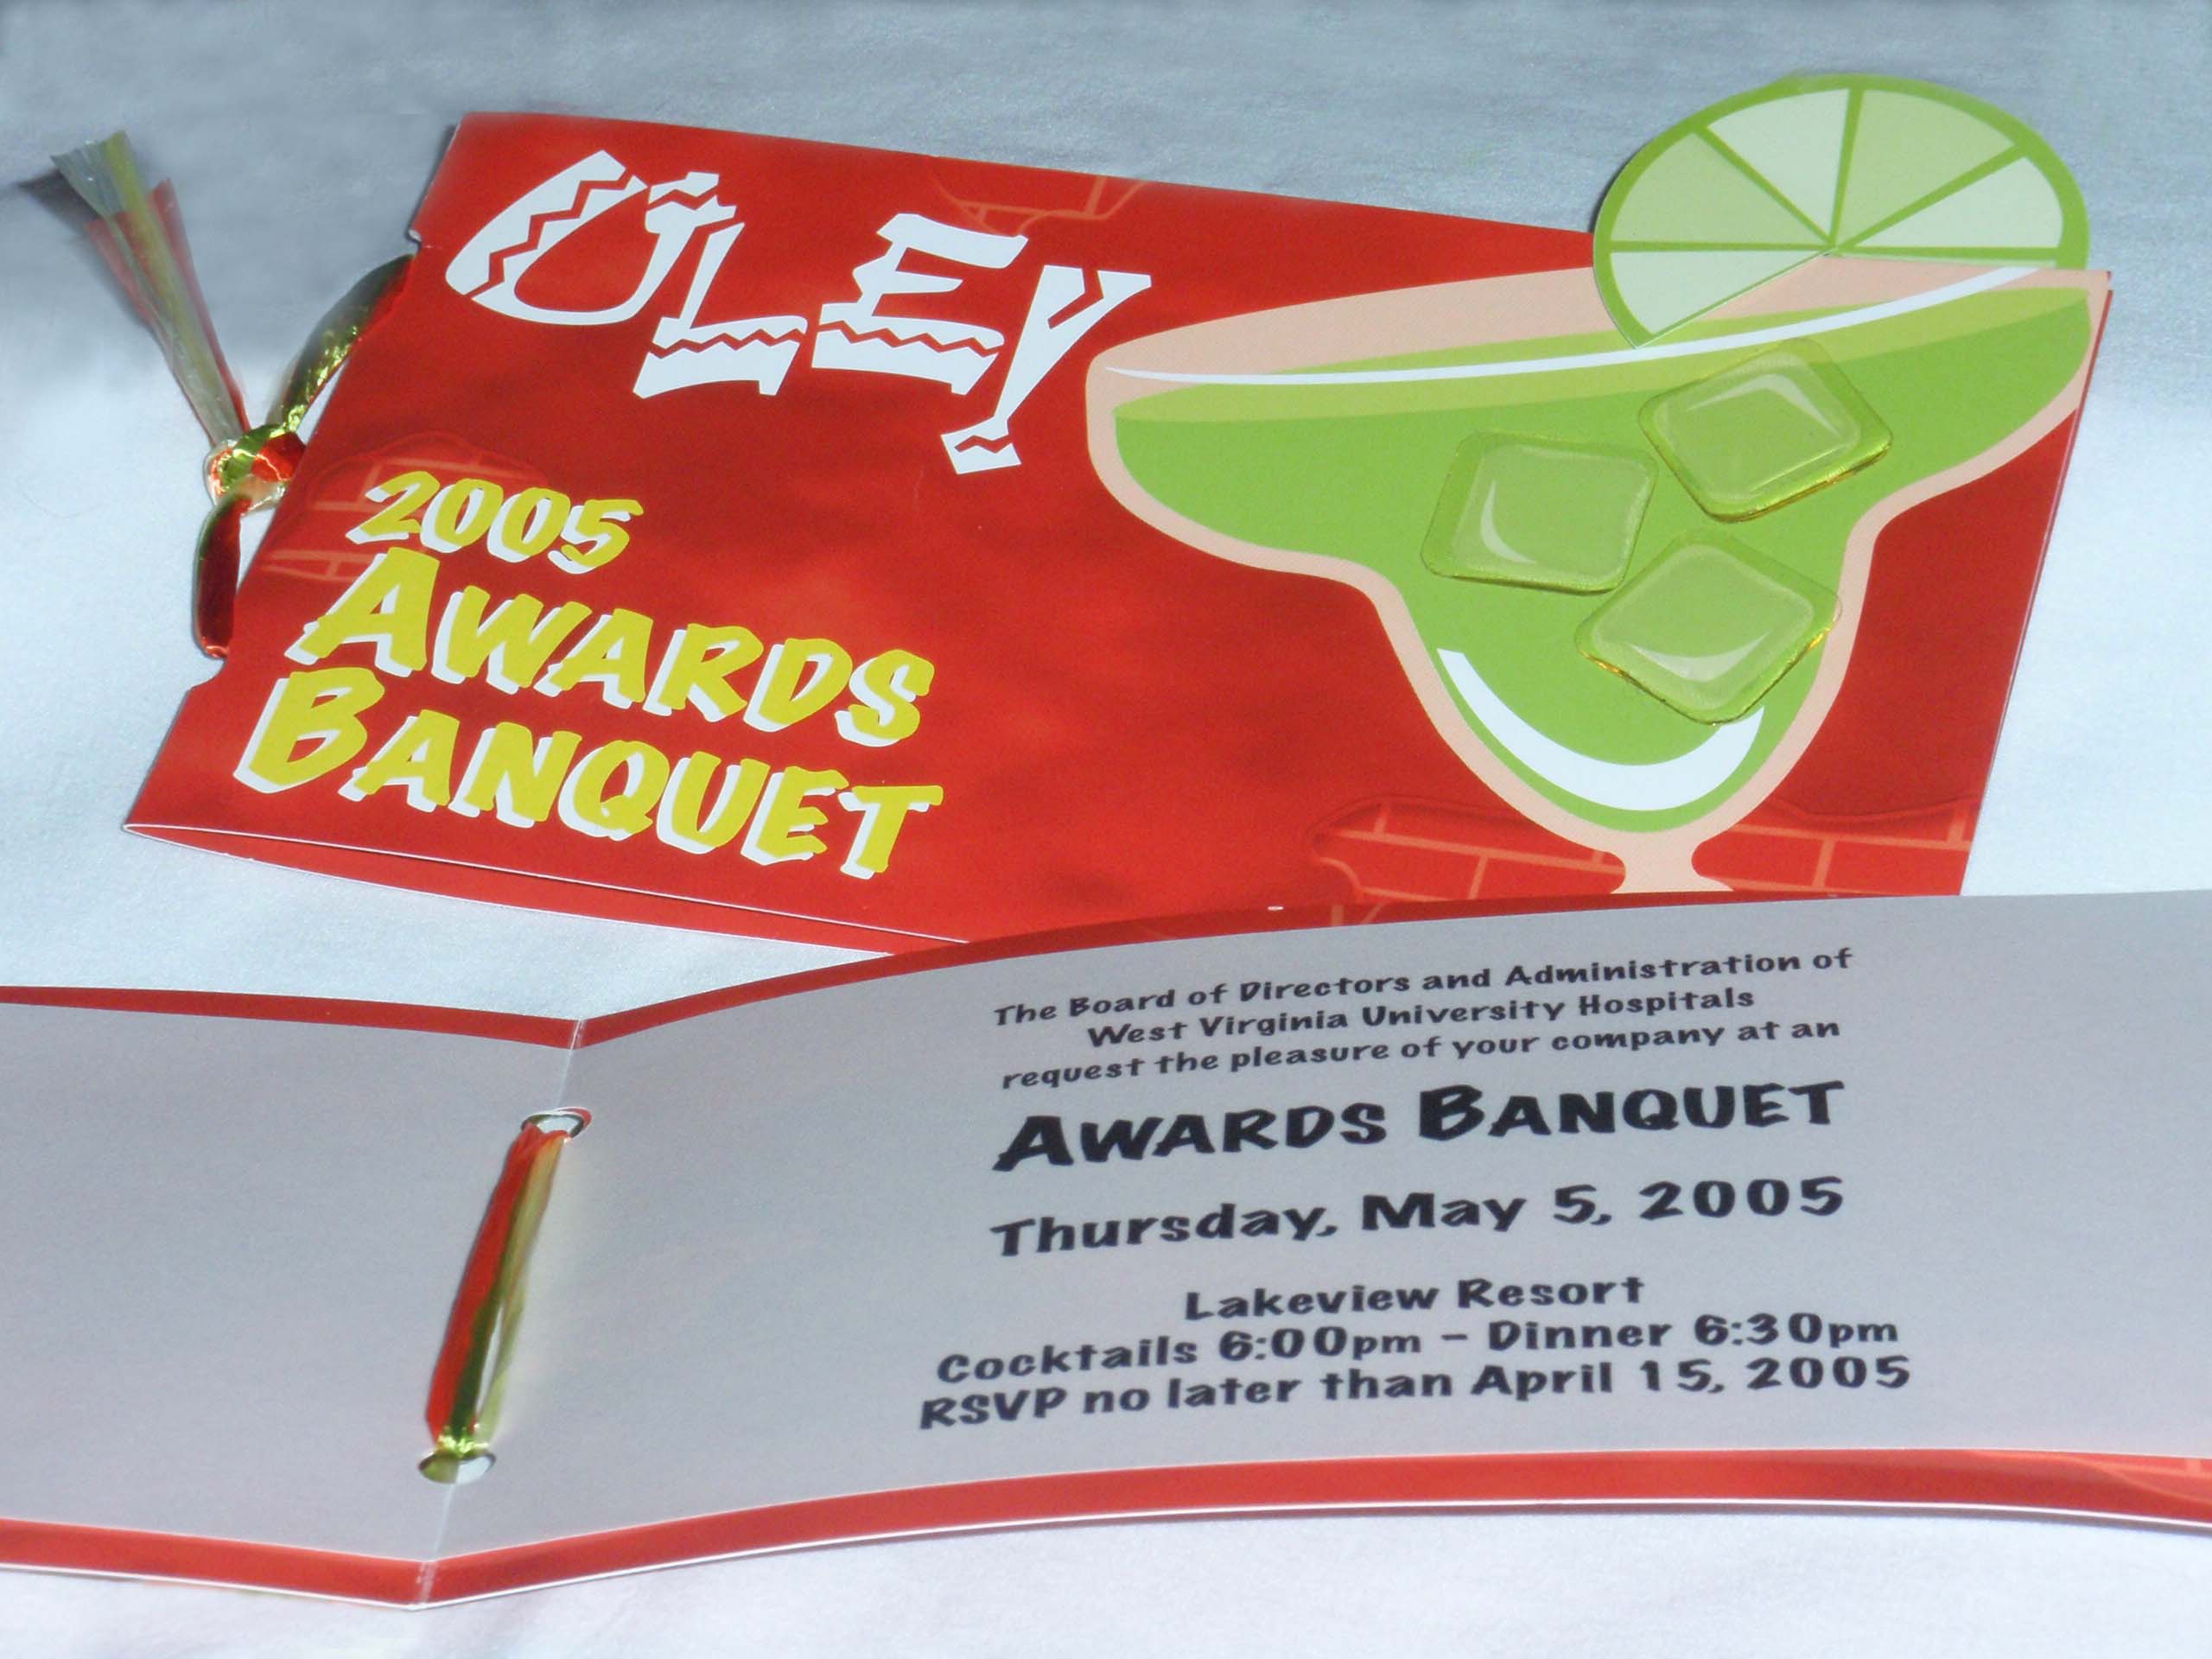 OLE!
2005
AWARDS
BANQUET
The Board of Directors and Administration of
West Virginia University Hospitals
request the pleasure of your company at an
AWARDS BANQUET
Thursday, May 5, 2005
Lakeview Resort
Cocktails 6:00pm – Dinner 6:30pm
RSVP no later than April 15, 2005